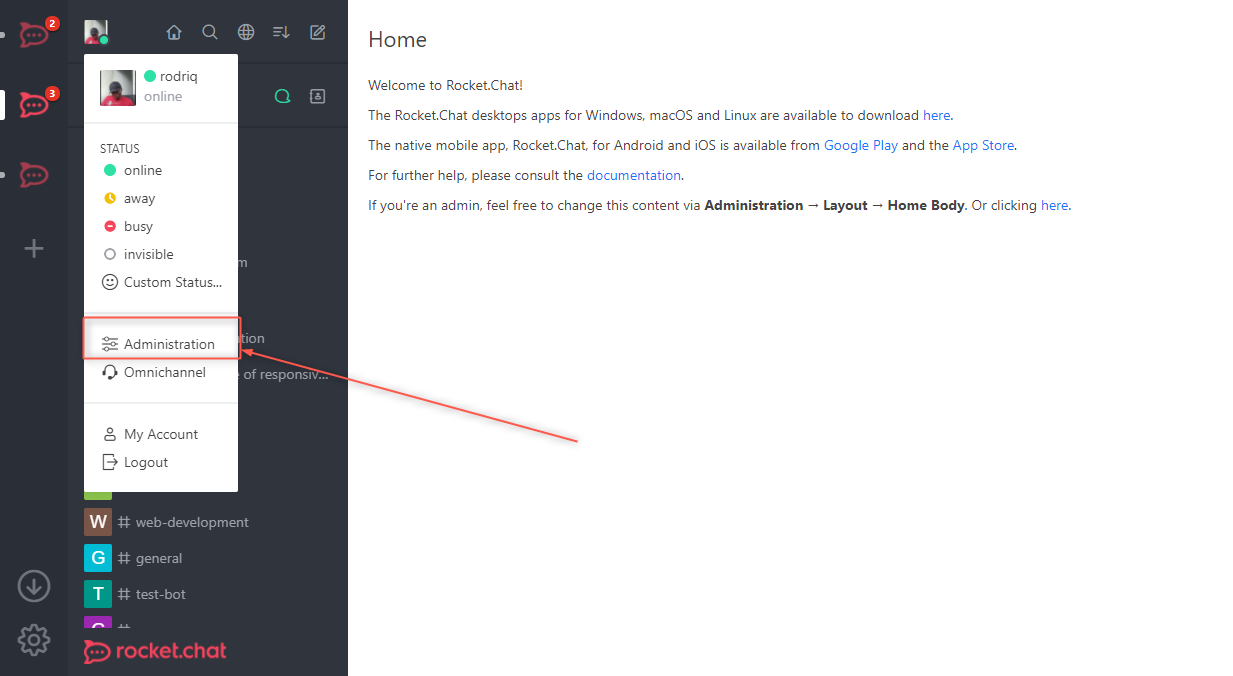 2
3
rodriq
online
STATUS
online
away
busy
invisible
Custom Status...
Administration
Omnichannel
My Account
Logout
m
tion
e of responsiv...
W # web-development
G # general
T # test-bot
#
rocket.chat
Home
Welcome to Rocket.Chat!
The Rocket.Chat desktops apps for Windows, macOS and Linux are available to download here.
The native mobile app, Rocket.Chat, for Android and iOS is available from Google Play and the App Store.
For further help, please consult the documentation.
If you're an admin, feel free to change this content via Administration → Layout → Home Body. Or clicking here.